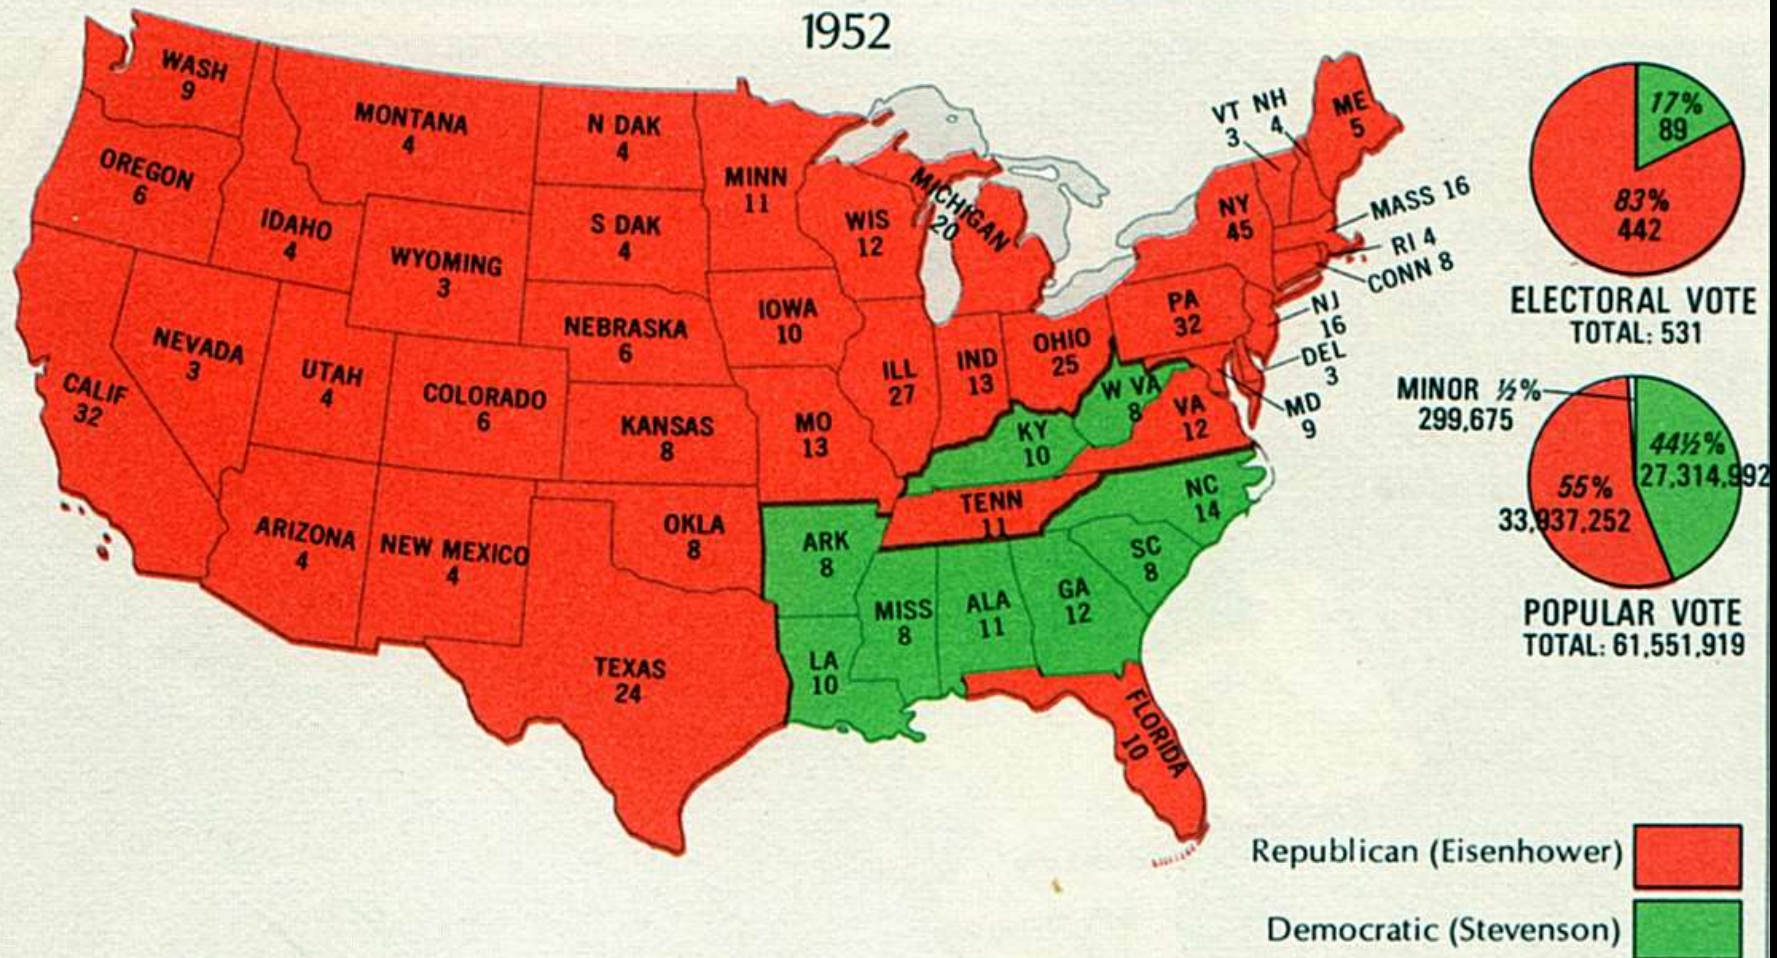 1952
WASH
9
MONTANA
4
N DAK
4
MINN
11
OREGON
6
IDAHO
4
WYOMING
3
S DAK
4
WIS
12
MICHIGAN
20
VT NH
3 4
ME
5
NY
45
MASS 16
RI 4
CONN 8
NEVADA
3
UTAH
4
COLORADO
6
NEBRASKA
6
IOWA
10
ILL
27
IND
13
OHIO
25
PA
32
NJ
16
DEL
3
MD
9
CALIF
32
KANSAS
8
MO
13
KY
10
W VA
8
VA
12
ARIZONA
4
NEW MEXICO
4
OKLA
8
ARK
8
TENN
11
NC
14
SC
8
TEXAS
24
LA
10
MISS
8
ALA
11
GA
12
FLORIDA
10
17%
89
83%
442
ELECTORAL VOTE
TOTAL: 531
MINOR ½%
299,675
44½%
27,314,992
55%
33,937,252
POPULAR VOTE
TOTAL: 61,551,919
Republican (Eisenhower)
Democratic (Stevenson)